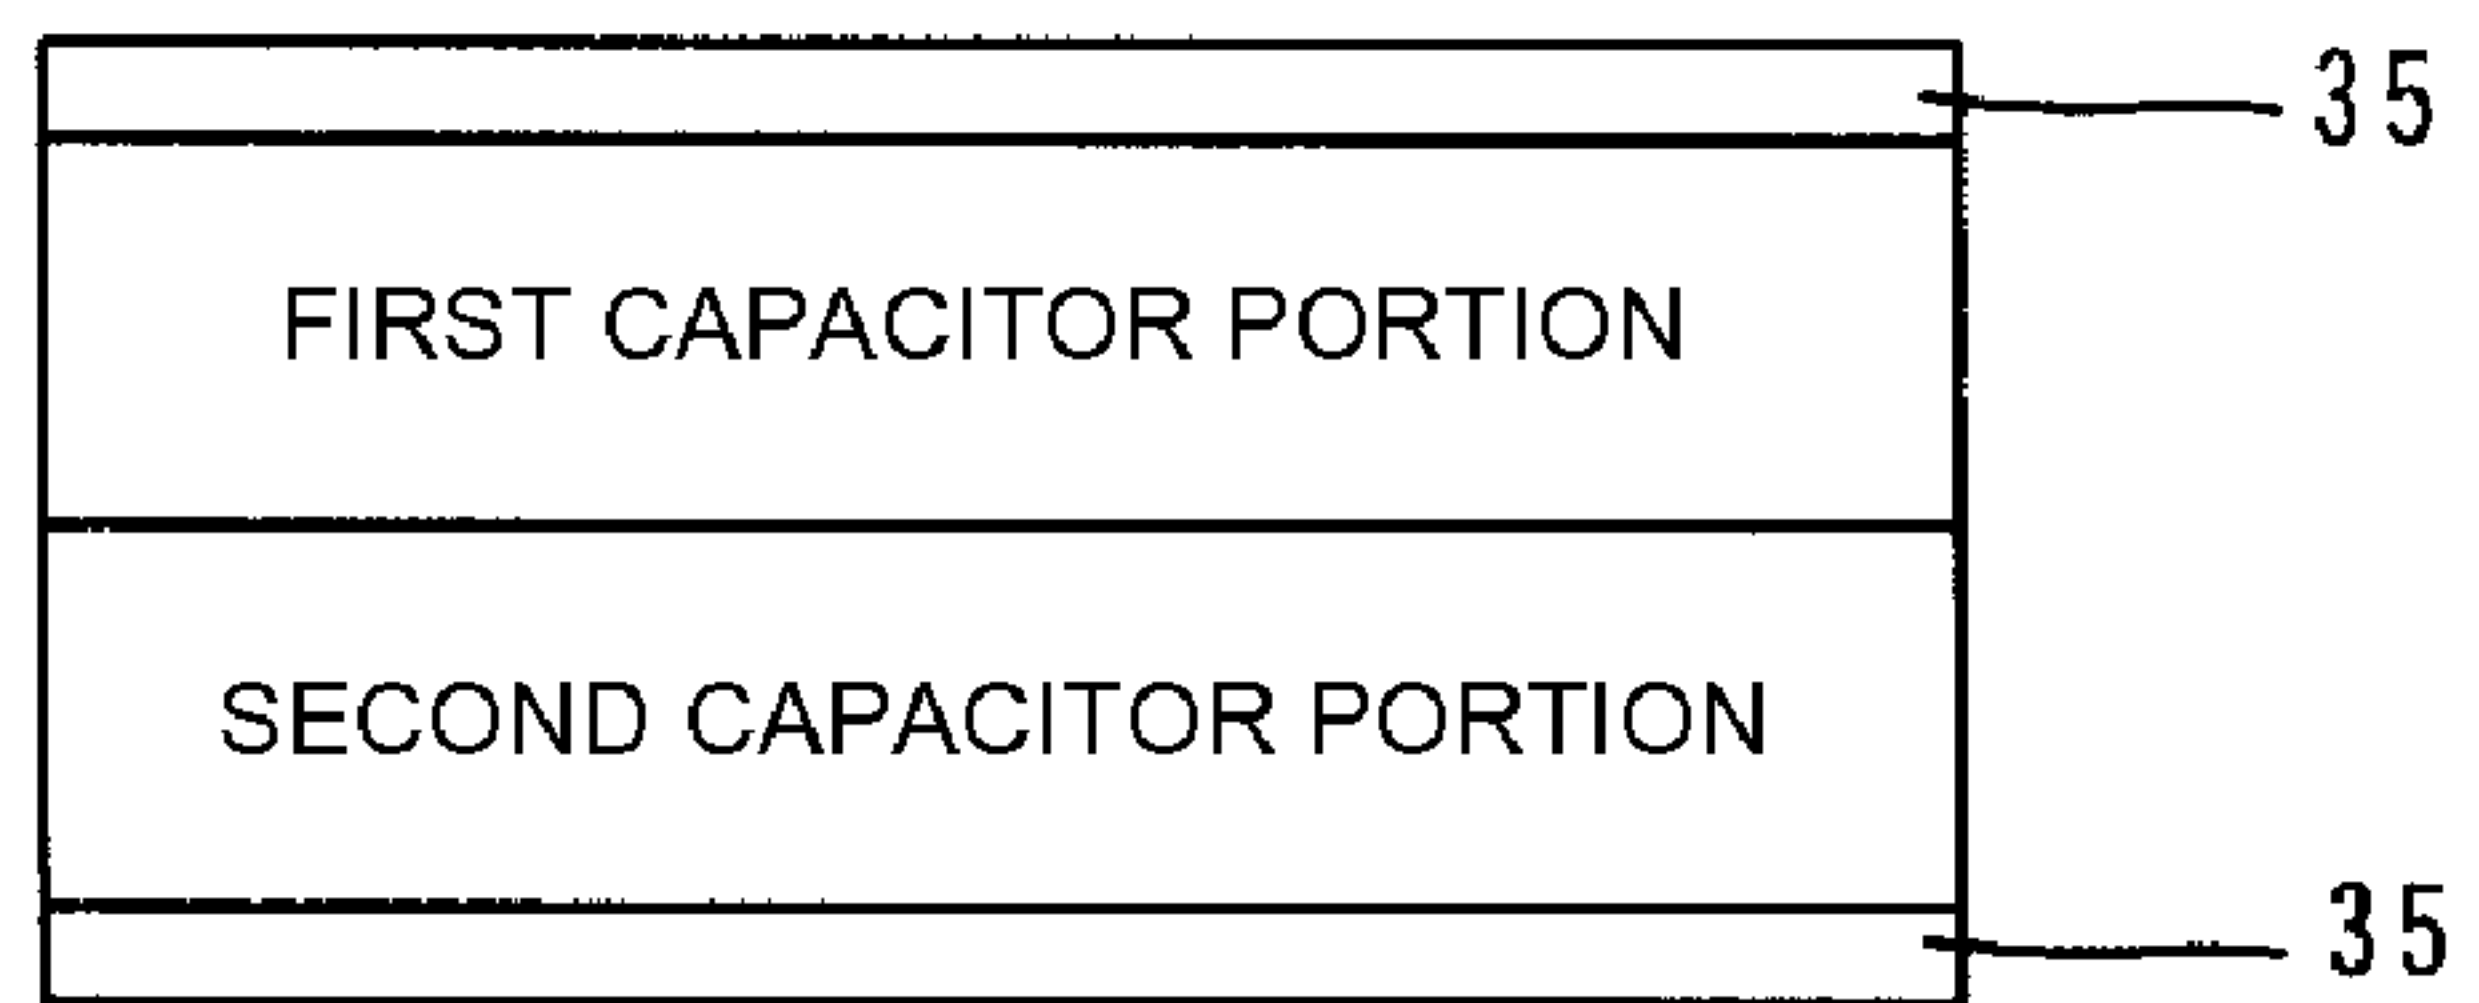 35
FIRST CAPACITOR PORTION
SECOND CAPACITOR PORTION
35